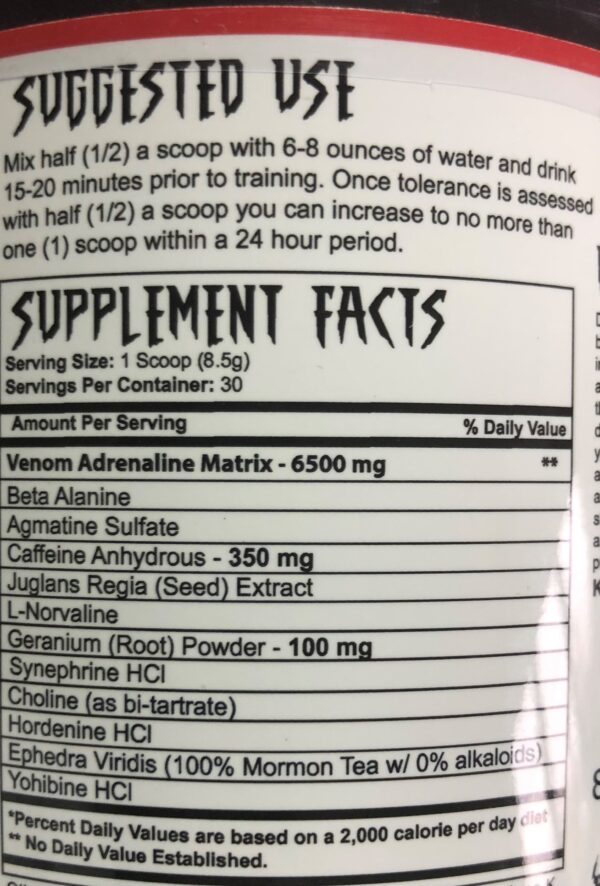 SUGGESTED USE
Mix half (1/2) a scoop with 6-8 ounces of water and drink
15-20 minutes prior to training. Once tolerance is assessed
with half (1/2) a scoop you can increase to no more than
one (1) scoop within a 24 hour period.
SUPPLEMENT FACTS
Serving Size: 1 Scoop (8.5g)
Servings Per Container: 30
Amount Per Serving % Daily Value
Venom Adrenaline Matrix - 6500 mg **
Beta Alanine
Agmatine Sulfate
Caffeine Anhydrous - 350 mg
Juglans Regia (Seed) Extract
L-Norvaline
Geranium (Root) Powder - 100 mg
Synephrine HCl
Choline (as bi-tartrate)
Hordenine HCl
Ephedra Viridis (100% Mormon Tea w/ 0% alkaloids)
Yohibine HCl
*Percent Daily Values are based on a 2,000 calorie per day diet
** No Daily Value Established.